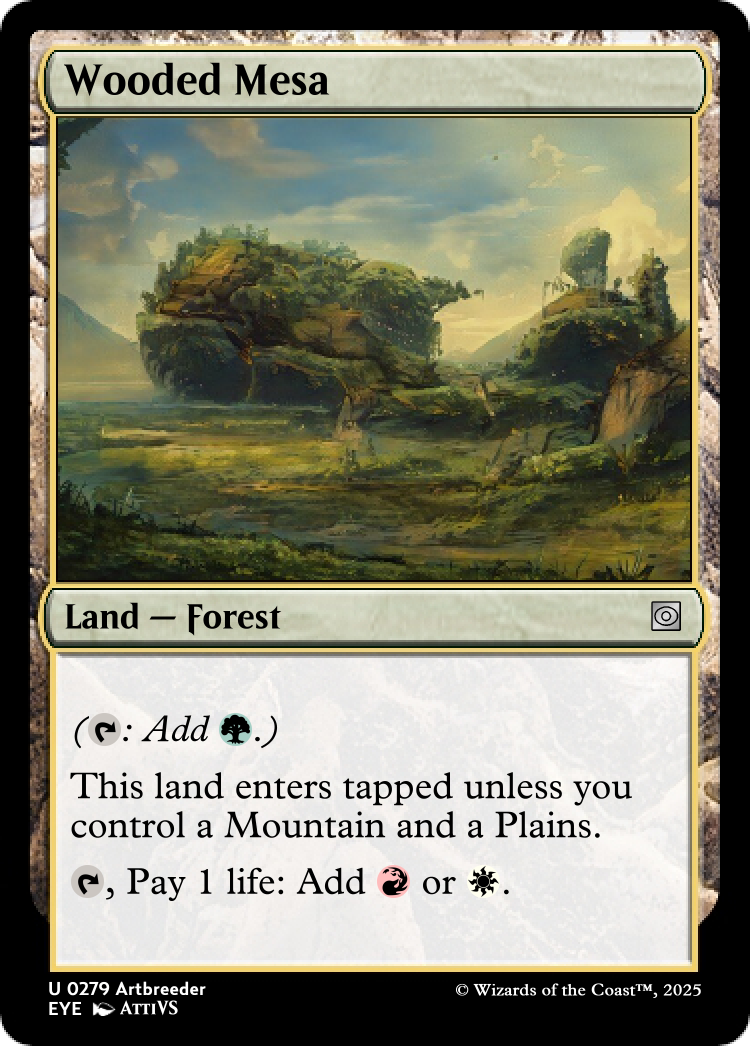 Wooded Mesa
Land — Forest
(: Add .)
This land enters tapped unless you
control a Mountain and a Plains.
, Pay 1 life: Add or .
U 0279 Artbreeder
EYE AttiVS
© Wizards of the Coast™, 2025